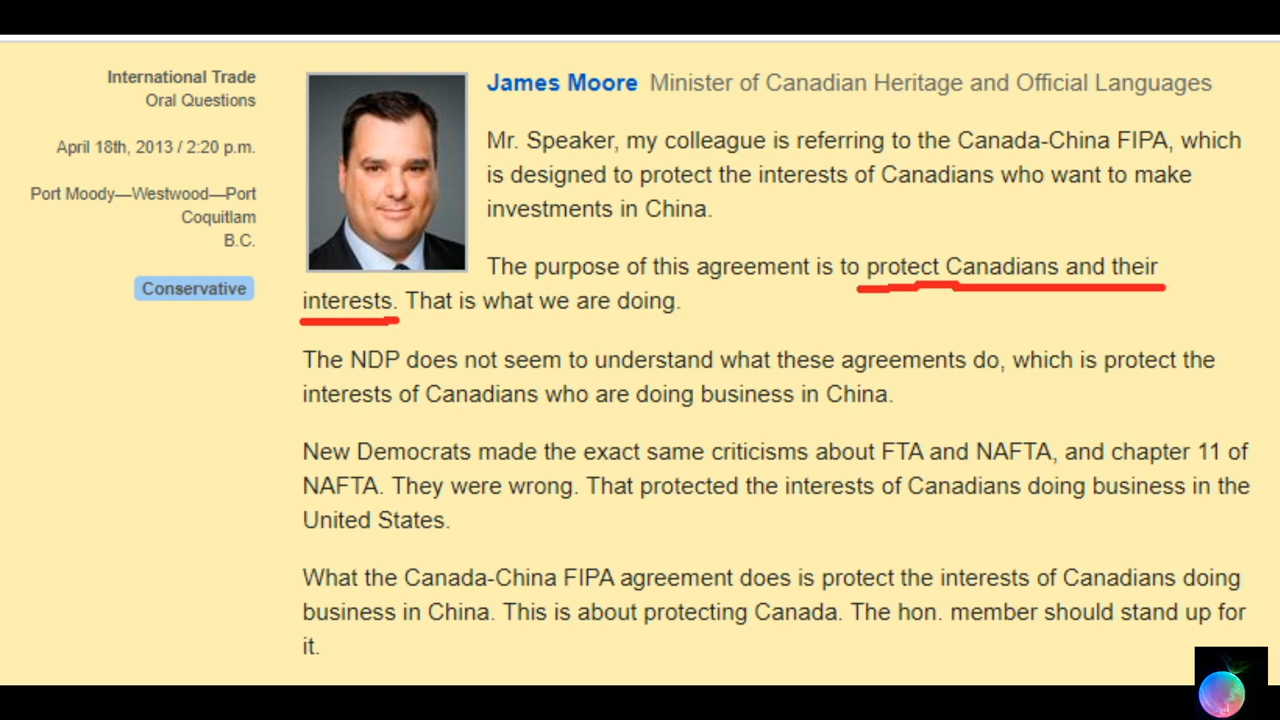 International Trade
Oral Questions
April 18th, 2013 / 2:20 p.m.
Port Moody—Westwood—Port
Coquitlam
B.C.
Conservative
James Moore Minister of Canadian Heritage and Official Languages
Mr. Speaker, my colleague is referring to the Canada-China FIPA, which
is designed to protect the interests of Canadians who want to make
investments in China.
The purpose of this agreement is to protect Canadians and their
interests. That is what we are doing.
The NDP does not seem to understand what these agreements do, which is protect the
interests of Canadians who are doing business in China.
New Democrats made the exact same criticisms about FTA and NAFTA, and chapter 11 of
NAFTA. They were wrong. That protected the interests of Canadians doing business in the
United States.
What the Canada-China FIPA agreement does is protect the interests of Canadians doing
business in China. This is about protecting Canada. The hon. member should stand up for
it.